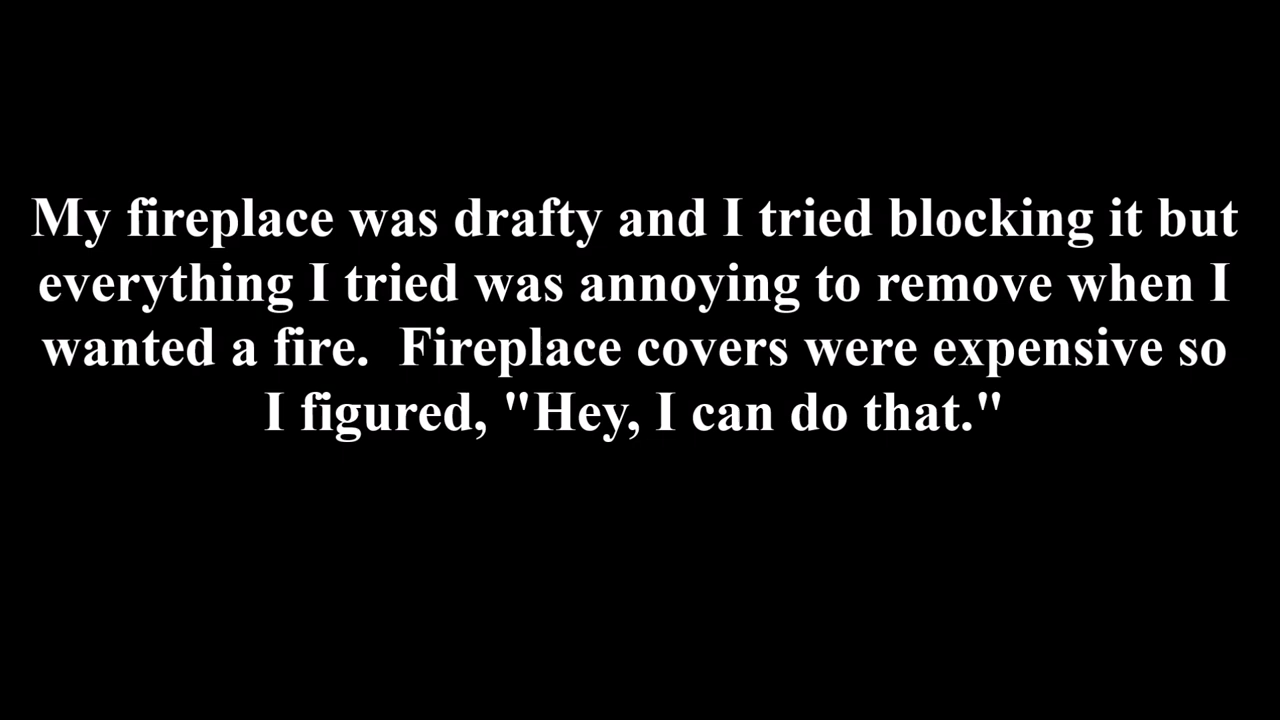 My fireplace was drafty and I tried blocking it but
everything I tried was annoying to remove when I
wanted a fire.  Fireplace covers were expensive so
I figured, "Hey, I can do that."